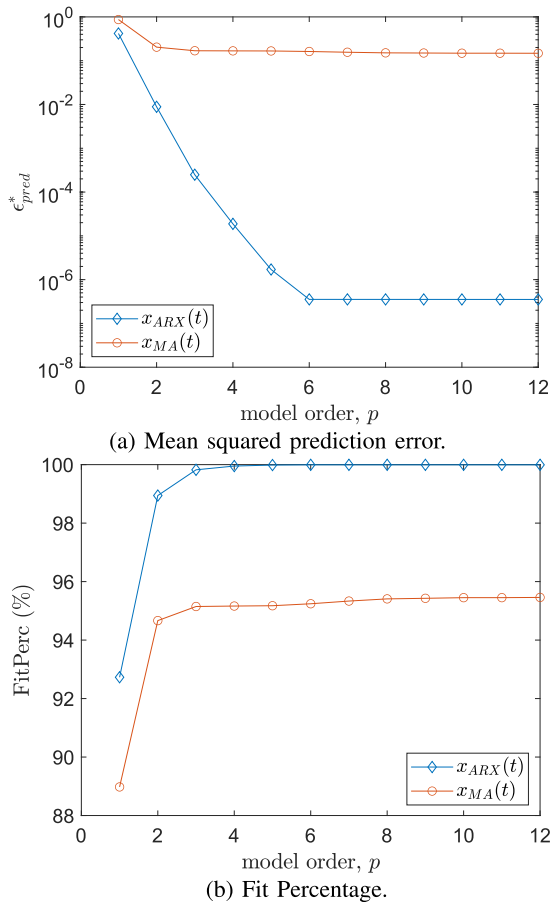 10^0
10^-2
10^-4
10^-6
10^-8
ϵ*_pred
x_ARX(t)
x_MA(t)
0 2 4 6 8 10 12
model order, p
(a) Mean squared prediction error.
100
98
96
94
92
90
88
FitPerc (%)
x_ARX(t)
x_MA(t)
0 2 4 6 8 10 12
model order, p
(b) Fit Percentage.